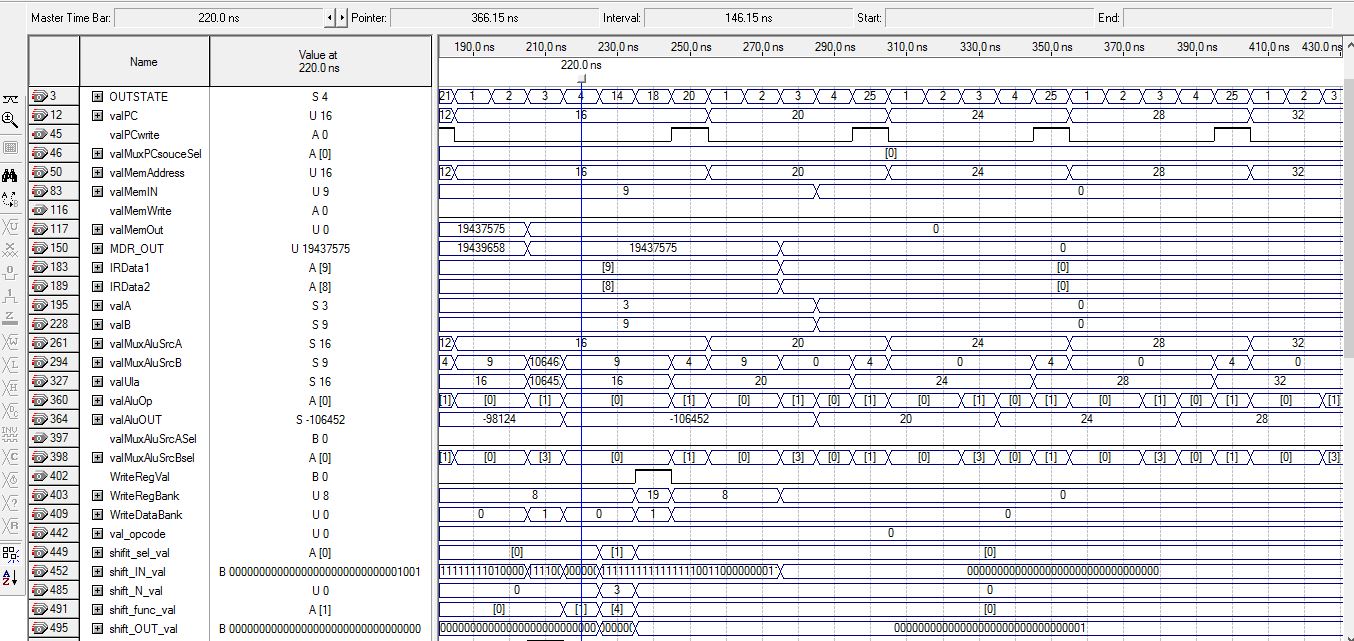 Master Time Bar: 220.0 ns Pointer: 366.15 ns Interval: 146.15 ns Start: End:
Name Value at 220.0 ns 190.0 ns 210.0 ns 230.0 ns 250.0 ns 270.0 ns 290.0 ns 310.0 ns 330.0 ns 350.0 ns 370.0 ns 390.0 ns 410.0 ns 430.0 ns
220.0 ns
3 OUTSTATE S 4 21 1 2 3 4 14 18 20 1 2 3 4 25 1 2 3 4 25 1 2 3 4 25 1 2 3
12 valPC U 16 12 16 20 24 28 32
45 valPCwrite A 0
46 valMuxPCsouceSel A [0] [0]
50 valMemAddress U 16 12 16 20 24 28 32
83 valMemIN U 9 9 0
116 valMemWrite A 0
117 valMemOut U 0 19437575 0
150 MDR_OUT U 19437575 19439658 19437575 0
183 IRData1 A [9] [9] [0]
189 IRData2 A [8] [8] [0]
195 valA S 3 3 0
228 valB S 9 9 0
261 valMuxAluSrcA S 16 12 16 20 24 28 32
294 valMuxAluSrcB S 9 4 9 10646 9 4 9 0 4 0 4 0 4 0
327 valUla S 16 16 10645 16 20 24 28 32
360 valAluOp A [0] [1] [0] [1] [0] [1] [0] [1] [0] [1] [0] [1] [0] [1] [0] [1] [0] [1] [0] [1]
364 valAluOUT S -106452 -98124 -106452 20 24 28
397 valMuxAluSrcASel B 0
398 valMuxAluSrcBsel A [0] [1] [0] [3] [0] [1] [0] [3] [0] [1] [0] [3] [0] [1] [0] [3] [0] [1] [0] [3]
402 WriteRegVal B 0
403 WriteRegBank U 8 8 19 8 0
409 WriteDataBank U 0 0 1 0 1 0
442 val_opcode U 0 0
449 shifit_sel_val A [0] [0] [1] [0]
452 shift_IN_val B 00000000000000000000000000001001 00000000000000000000000000000000
485 shift_N_val U 0 0 3 0
491 shift_func_val A [1] [0] [1] [4] [0]
495 shift_OUT_val B 00000000000000000000000000000000 00000000000000000000000000000001